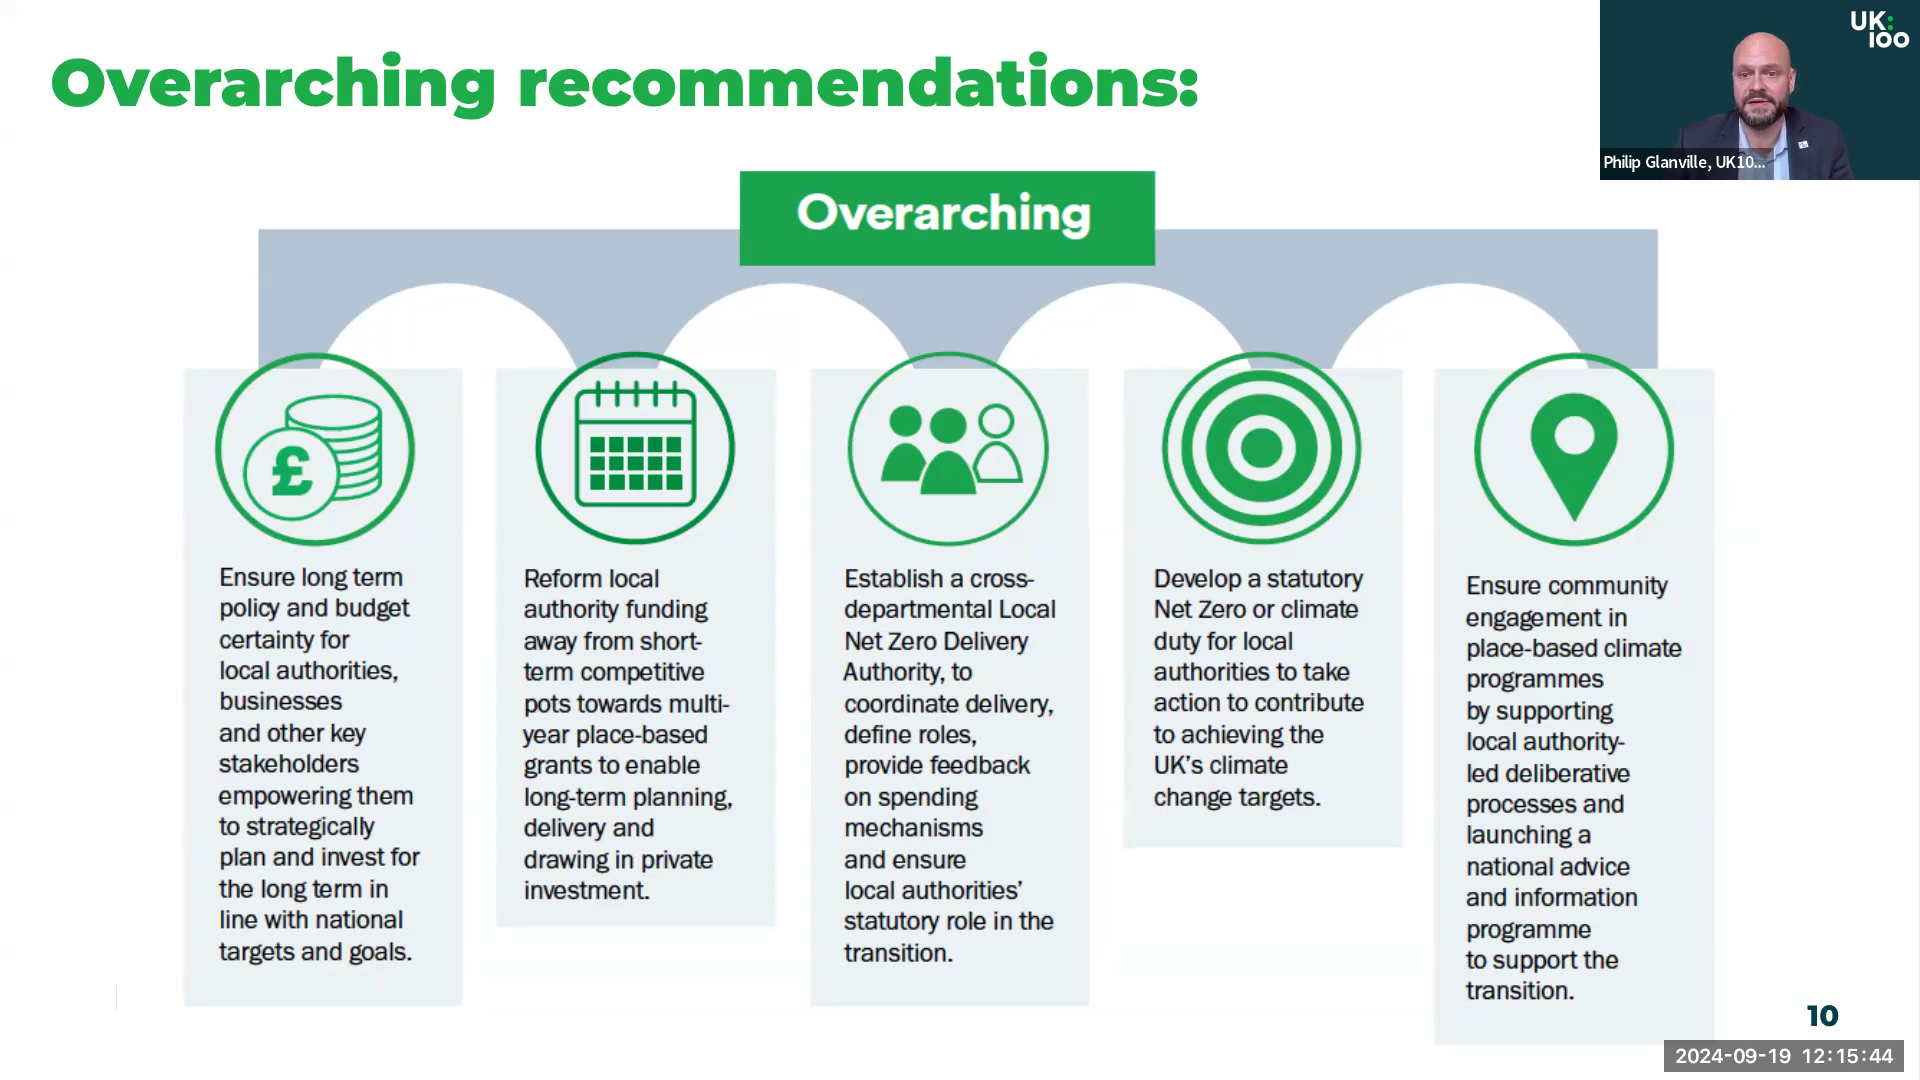 Overarching recommendations:
UK:
100
Philip Glanville, UK10...
Overarching
£
Ensure long term
policy and budget
certainty for
local authorities,
businesses
and other key
stakeholders
empowering them
to strategically
plan and invest for
the long term in
line with national
targets and goals.
Reform local
authority funding
away from short-
term competitive
pots towards multi-
year place-based
grants to enable
long-term planning,
delivery and
drawing in private
investment.
Establish a cross-
departmental Local
Net Zero Delivery
Authority, to
coordinate delivery,
define roles,
provide feedback
on spending
mechanisms
and ensure
local authorities’
statutory role in the
transition.
Develop a statutory
Net Zero or climate
duty for local
authorities to take
action to contribute
to achieving the
UK’s climate
change targets.
Ensure community
engagement in
place-based climate
programmes
by supporting
local authority-
led deliberative
processes and
launching a
national advice
and information
programme
to support the
transition.
10
2024-09-19 12:15:44